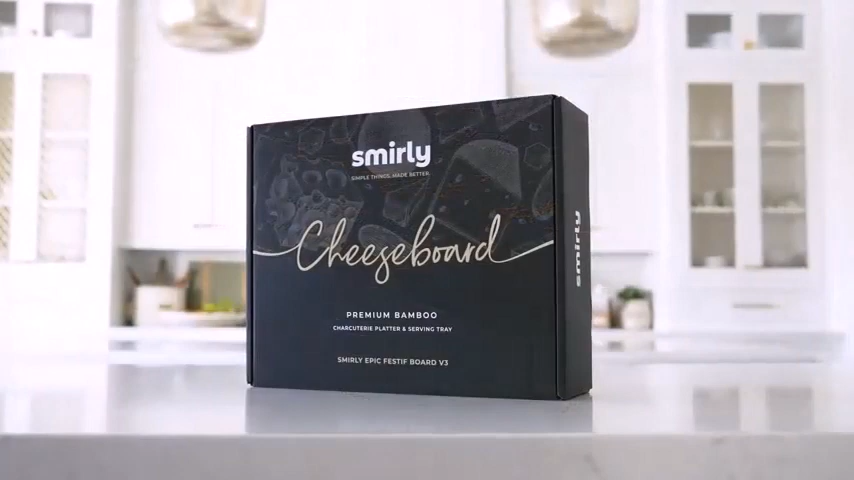 smirly
SIMPLE THINGS, MADE BETTER.
Cheeseboard
PREMIUM BAMBOO
CHARCUTERIE PLATTER & SERVING TRAY
SMIRLY EPIC FESTIF BOARD V3
smirly